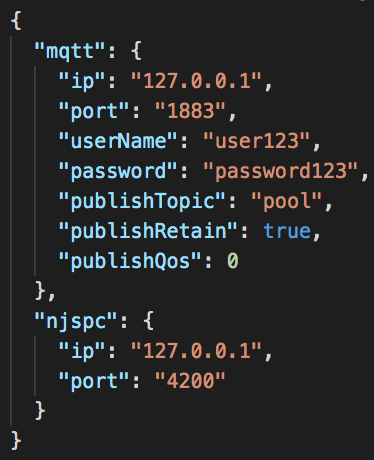 {
  "mqtt": {
    "ip": "127.0.0.1",
    "port": "1883",
    "userName": "user123",
    "password": "password123",
    "publishTopic": "pool",
    "publishRetain": true,
    "publishQos": 0
  },
  "njspc": {
    "ip": "127.0.0.1",
    "port": "4200"
  }
}